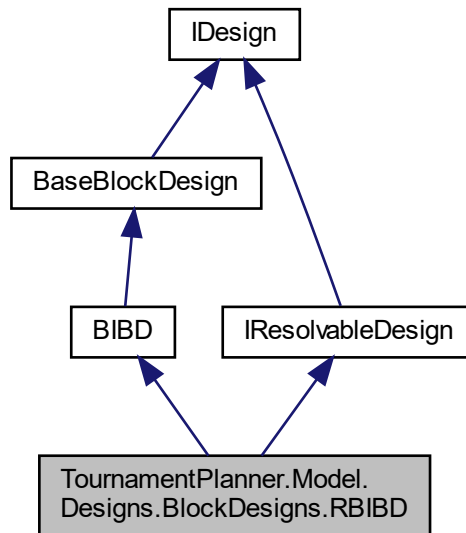 IDesign
BaseBlockDesign
BIBD
IResolvableDesign
TournamentPlanner.Model.
Designs.BlockDesigns.RBIBD